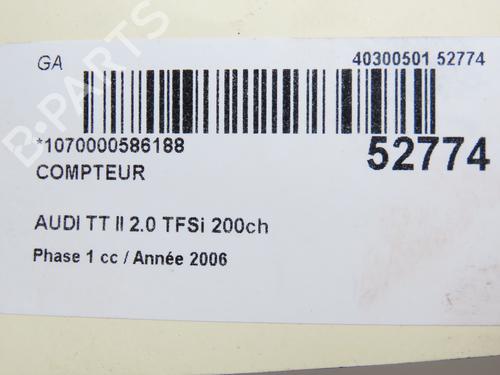 GA 40300501 52774
*1070000586188 52774
COMPTEUR
AUDI TT II 2.0 TFSi 200ch
Phase 1 cc / Année 2006
B-PARTS